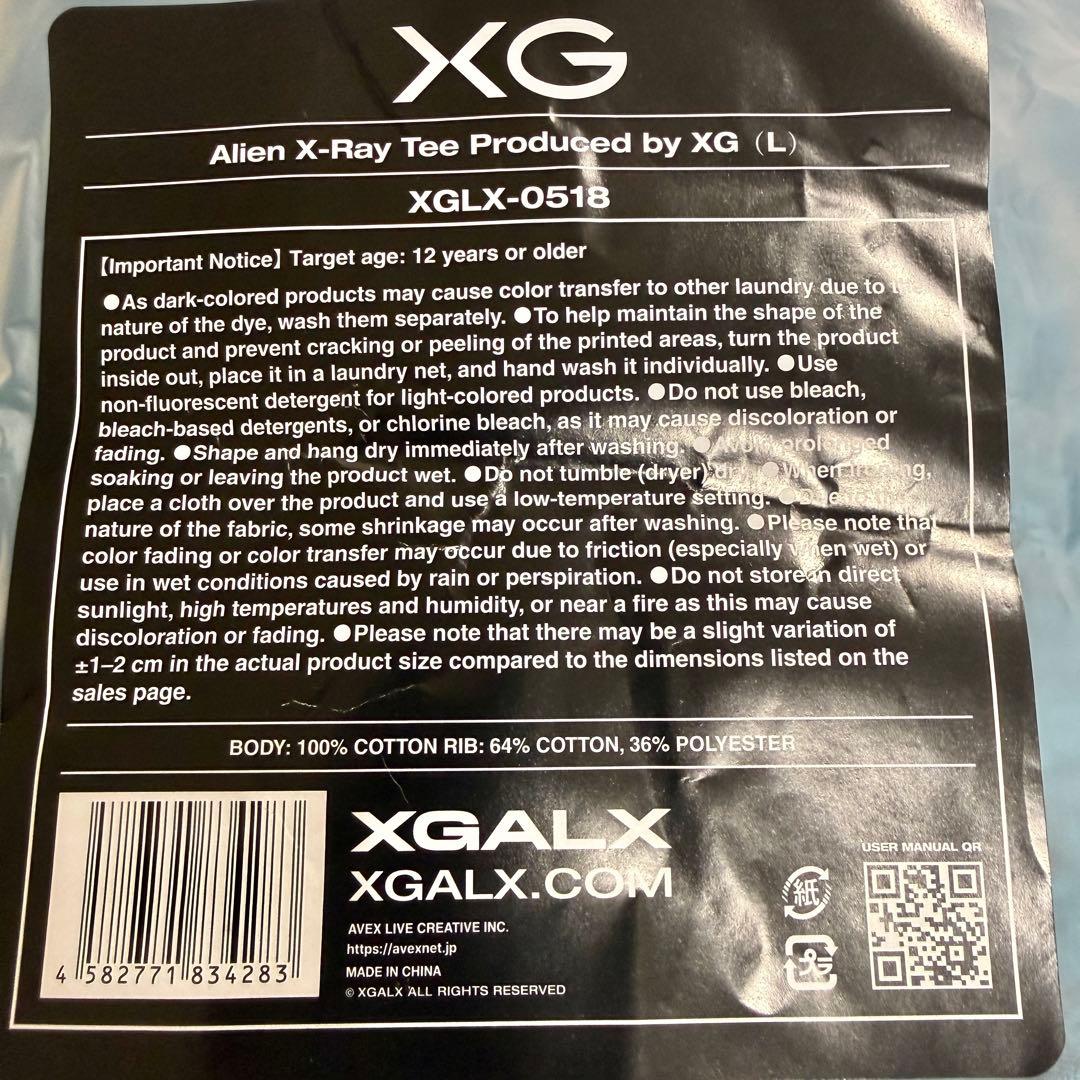 XG
Alien X-Ray Tee Produced by XG (L)
XGLX-0518
【Important Notice】Target age: 12 years or older
●As dark-colored products may cause color transfer to other laundry due to
nature of the dye, wash them separately. ●To help maintain the shape of the
product and prevent cracking or peeling of the printed areas, turn the product
inside out, place it in a laundry net, and hand wash it individually. ●Use
non-fluorescent detergent for light-colored products. ●Do not use bleach,
bleach-based detergents, or chlorine bleach, as it may cause discoloration or
fading. ●Shape and hang dry immediately after washing. ●Avoid prolonged
soaking or leaving the product wet. ●Do not tumble (dryer) dry. ●When ironing,
place a cloth over the product and use a low-temperature setting.
nature of the fabric, some shrinkage may occur after washing. ●Please note that
color fading or color transfer may occur due to friction (especially when wet) or
use in wet conditions caused by rain or perspiration. ●Do not store in direct
sunlight, high temperatures and humidity, or near a fire as this may cause
discoloration or fading. ●Please note that there may be a slight variation of
±1–2 cm in the actual product size compared to the dimensions listed on the
sales page.
BODY: 100% COTTON RIB: 64% COTTON, 36% POLYESTER
4 582771 834283
XGALX
XGALX.COM
AVEX LIVE CREATIVE INC.
https://avexnet.jp
MADE IN CHINA
© XGALX ALL RIGHTS RESERVED
USER MANUAL QR
紙
プラ